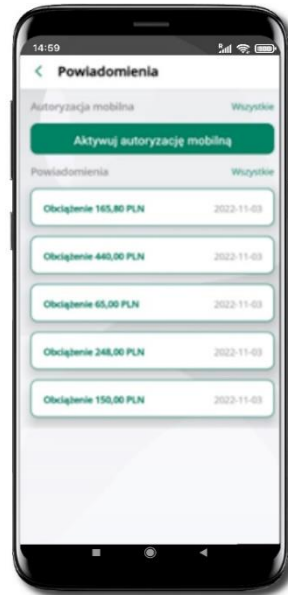 14:59
Powiadomienia
Autoryzacja mobilna Wszystkie
Aktywuj autoryzację mobilną
Powiadomienia Wszystkie
Obciążenie 165,80 PLN 2022-11-03
Obciążenie 440,00 PLN 2022-11-03
Obciążenie 65,00 PLN 2022-11-03
Obciążenie 248,00 PLN 2022-11-03
Obciążenie 150,00 PLN 2022-11-03